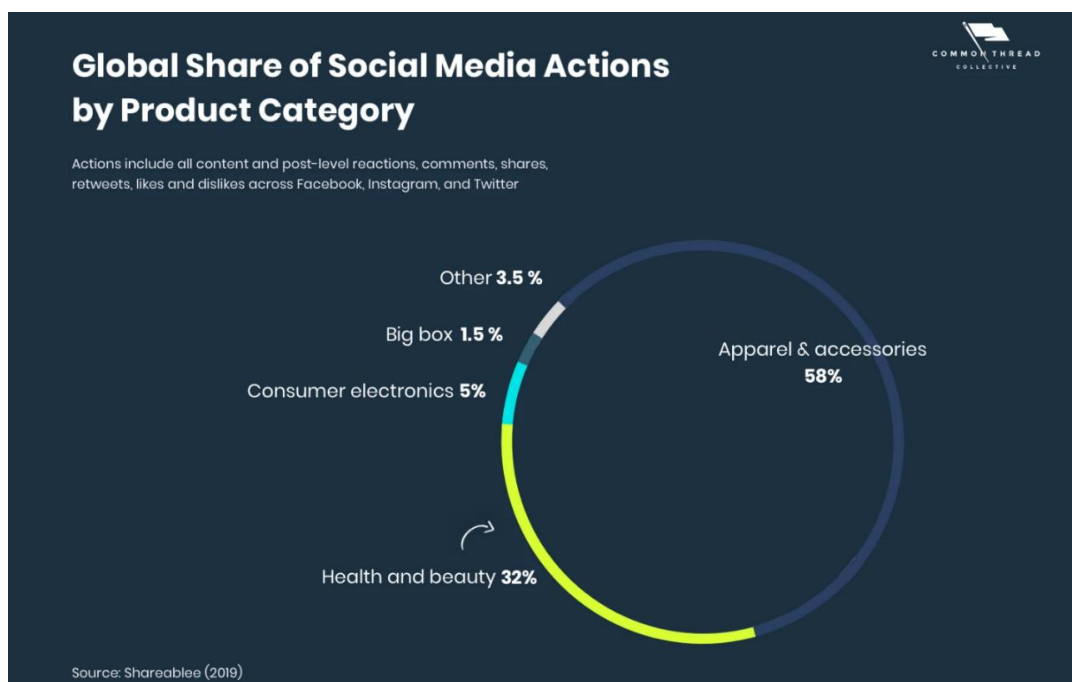 Global Share of Social Media Actions
by Product Category
COMMON THREAD
COLLECTIVE
Actions include all content and post-level reactions, comments, shares,
retweets, likes and dislikes across Facebook, Instagram, and Twitter
Other 3.5 %
Big box 1.5 %
Apparel & accessories
58%
Consumer electronics 5%
Health and beauty 32%
Source: Shareablee (2019)